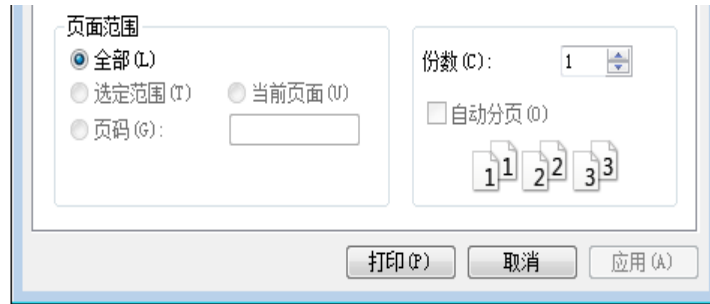 页面范围
全部(L)
选定范围(T) 当前页面(U)
页码(G):
份数(C): 1
自动分页(O)
1 1 2 2 3 3
打印(P) 取消 应用(A)